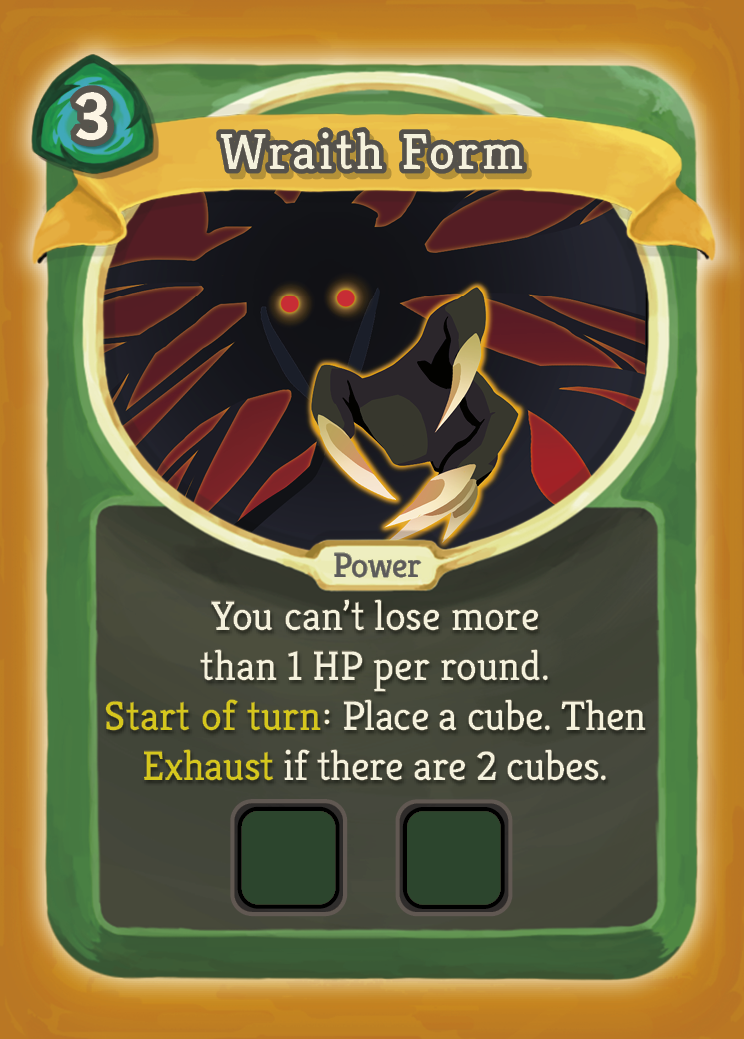 3
Wraith Form
Power
You can't lose more
than 1 HP per round.
Start of turn: Place a cube. Then
Exhaust if there are 2 cubes.